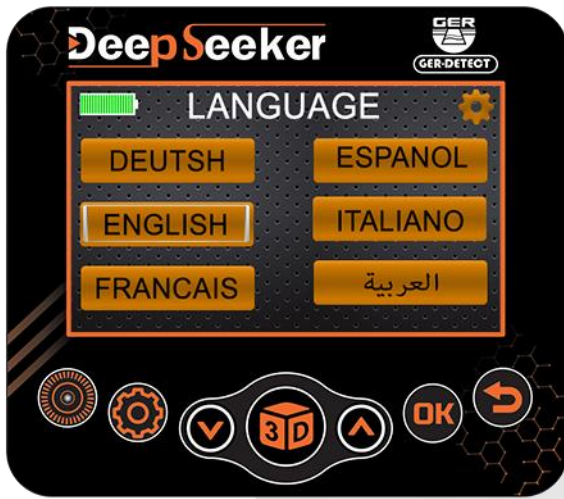 DeepSeeker
GER
GER-DETECT
LANGUAGE
DEUTSH
ESPANOL
ENGLISH
ITALIANO
FRANCAIS
العربية
3D
OK